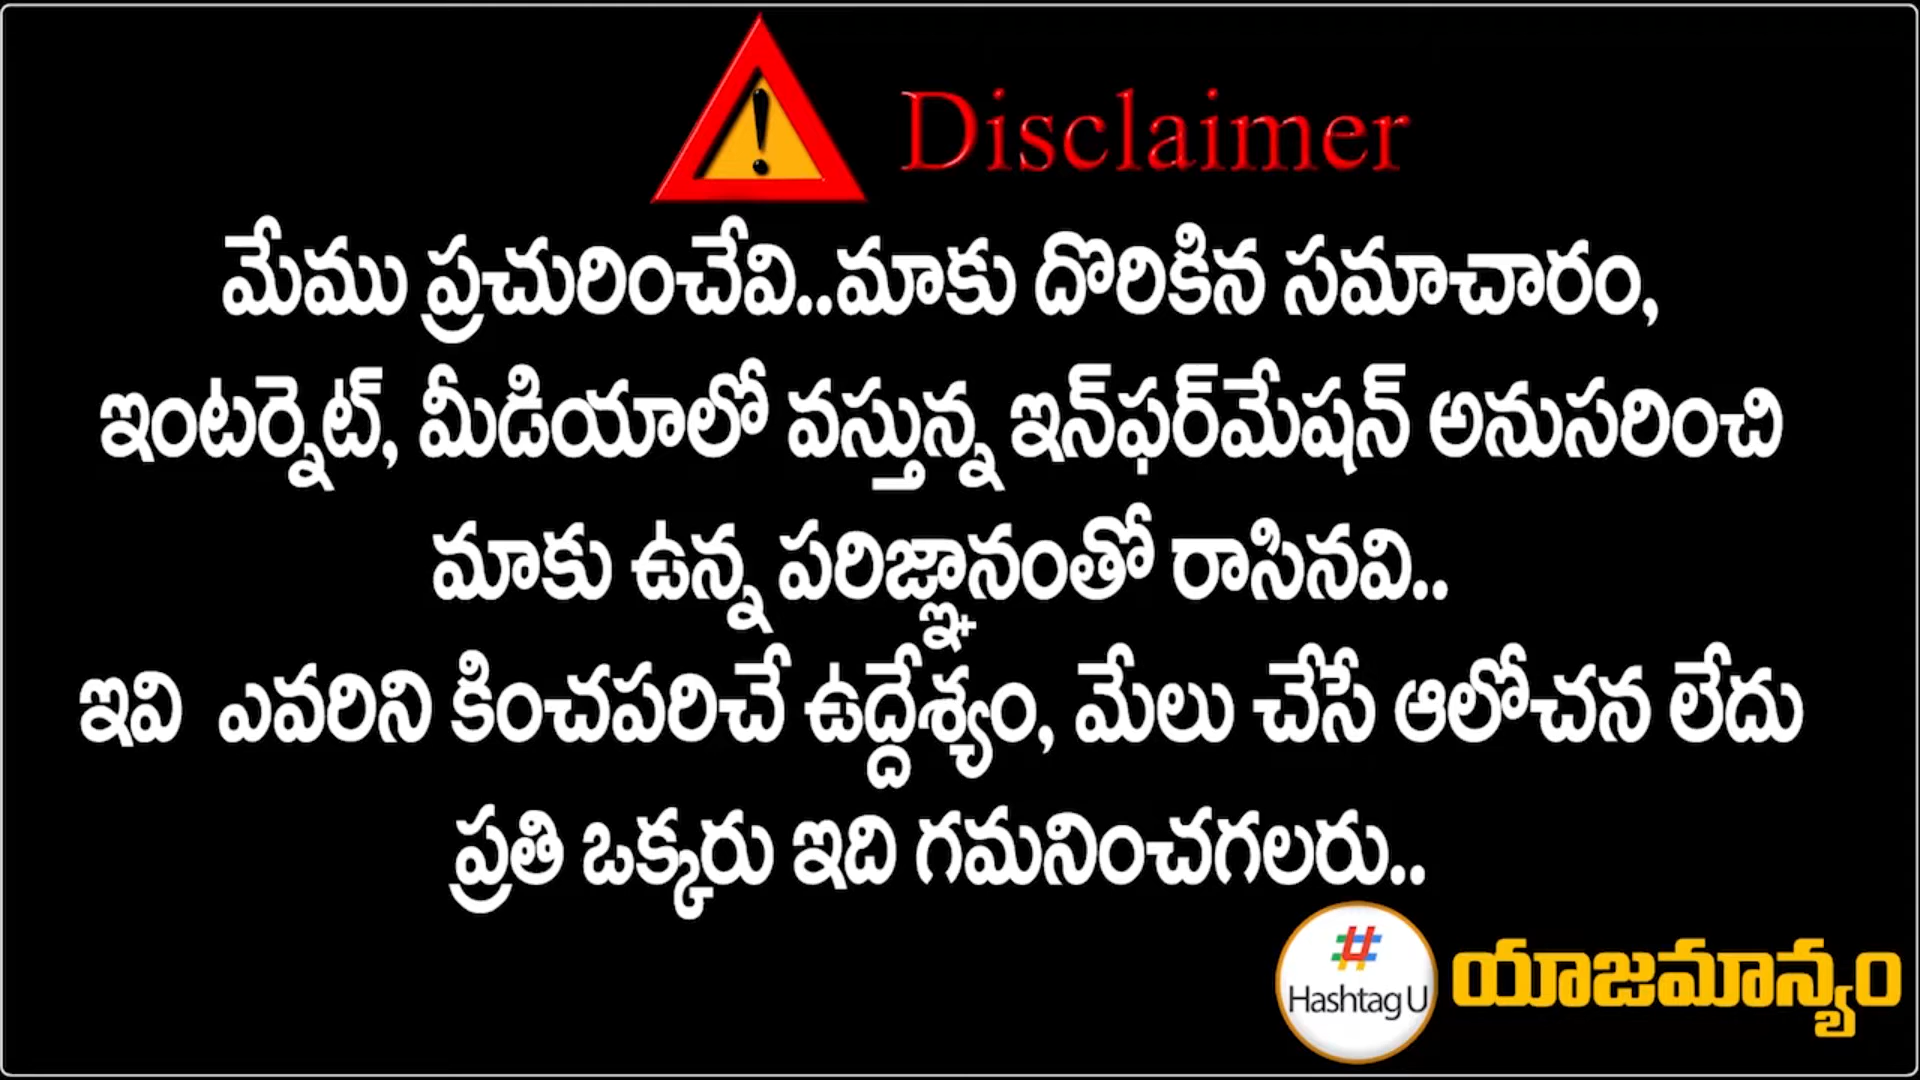 Disclaimer
మేము ప్రచురించేవి..మాకు దొరికిన సమాచారం,
ఇంటర్నెట్, మీడియాలో వస్తున్న ఇన్‌ఫర్‌మేషన్ అనుసరించి
మాకు ఉన్న పరిజ్ఞానంతో రాసినవి..
ఇవి ఎవరిని కించపరిచే ఉద్దేశ్యం, మేలు చేసే ఆలోచన లేదు
ప్రతి ఒక్కరు ఇది గమనించగలరు..
# Hashtag U
యాజమాన్యం